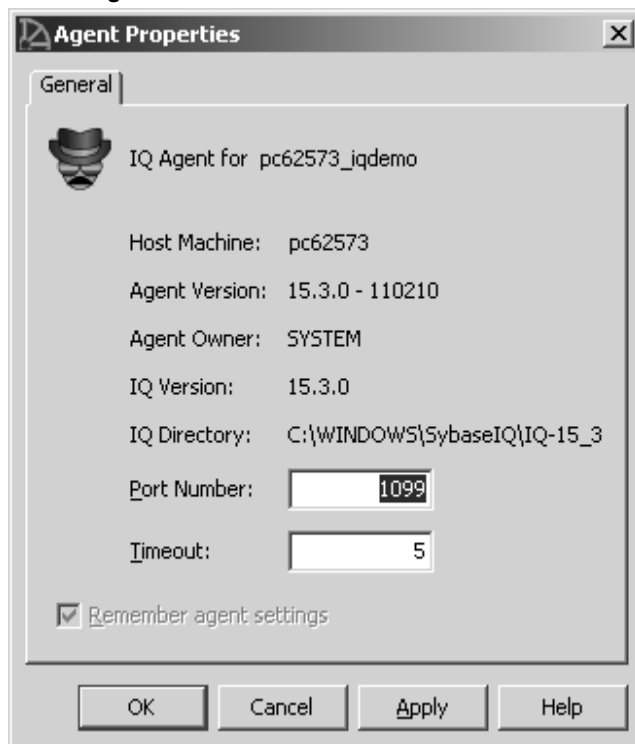 Agent Properties
General
IQ Agent for pc62573_iqdemo
Host Machine: pc62573
Agent Version: 15.3.0 - 110210
Agent Owner: SYSTEM
IQ Version: 15.3.0
IQ Directory: C:\WINDOWS\SybaseIQ\IQ-15_3
Port Number: 1099
Timeout: 5
Remember agent settings
OK Cancel Apply Help